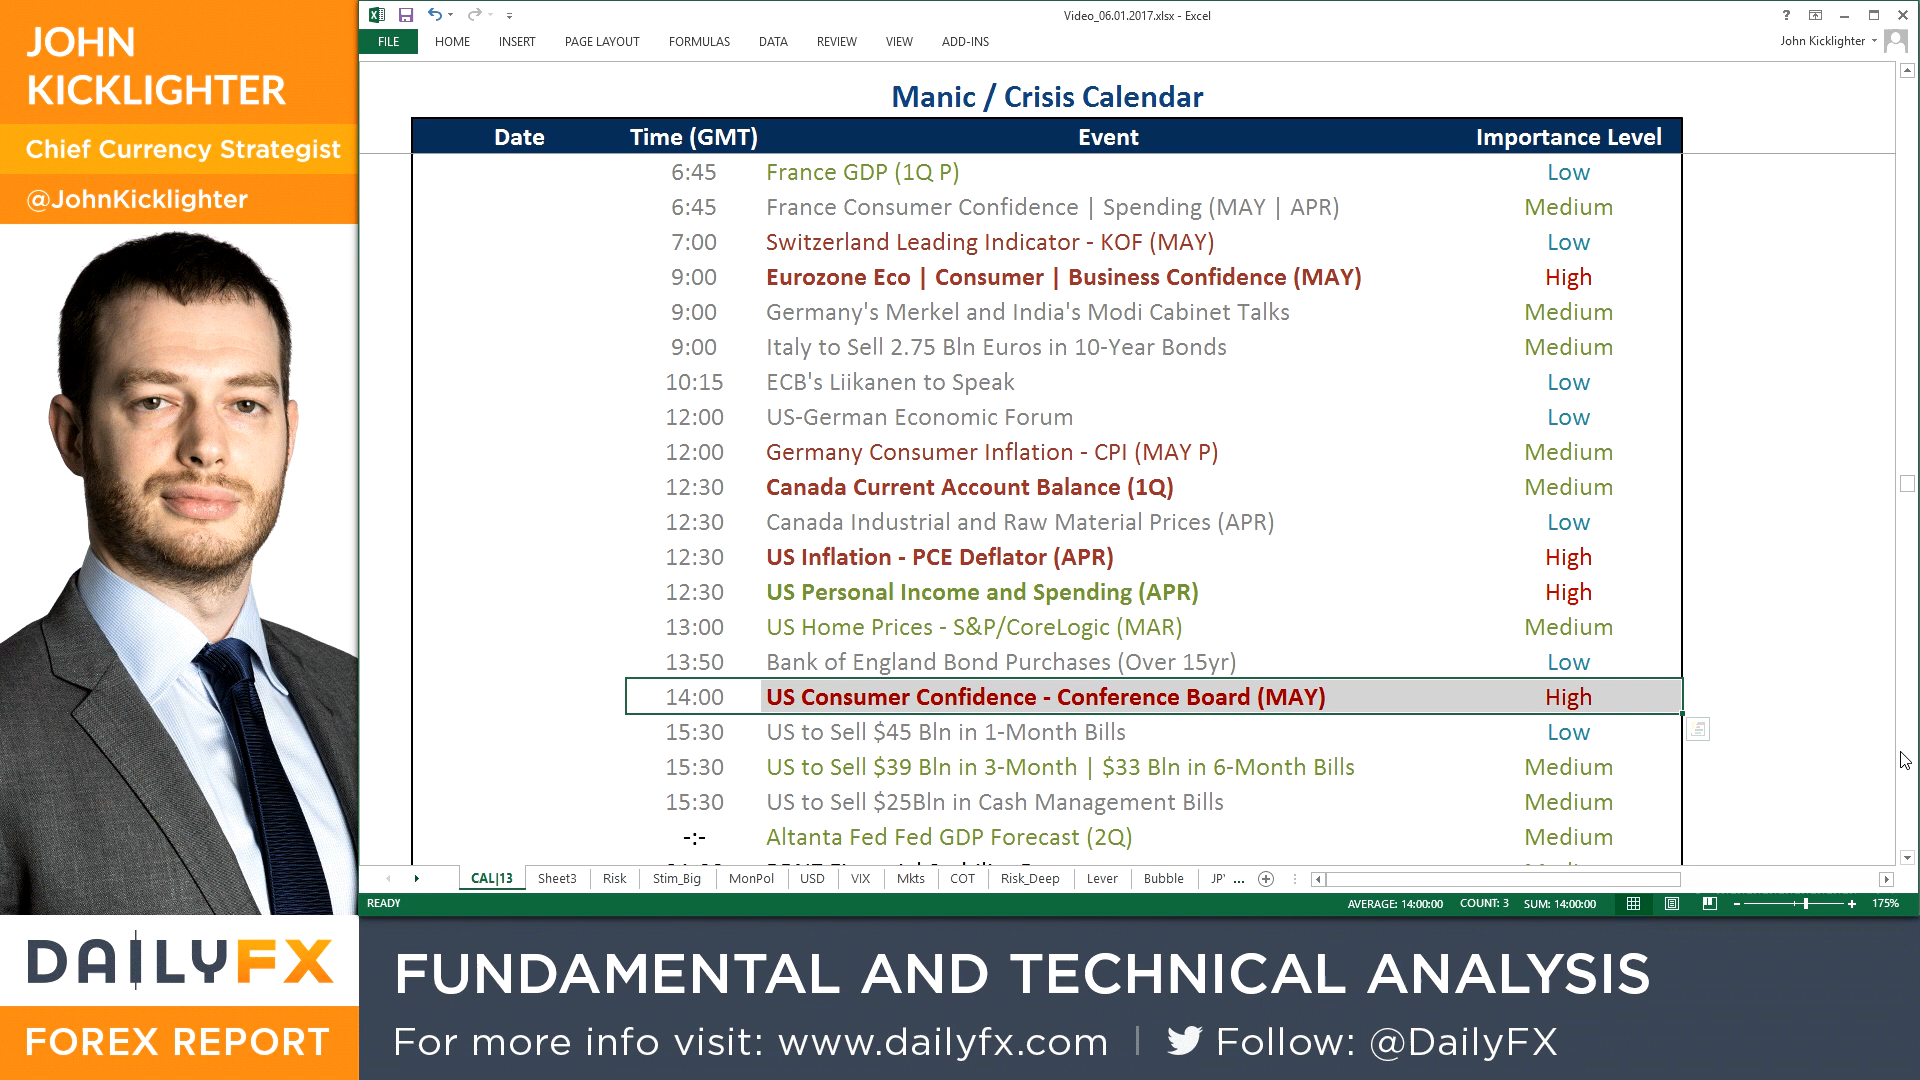 JOHN
KICKLIGHTER
Chief Currency Strategist
@JohnKicklighter
Video_06.01.2017.xlsx - Excel
FILE HOME INSERT PAGE LAYOUT FORMULAS DATA REVIEW VIEW ADD-INS John Kicklighter
Manic / Crisis Calendar
Date Time (GMT) Event Importance Level
6:45 France GDP (1Q P) Low
6:45 France Consumer Confidence | Spending (MAY | APR) Medium
7:00 Switzerland Leading Indicator - KOF (MAY) Low
9:00 Eurozone Eco | Consumer | Business Confidence (MAY) High
9:00 Germany's Merkel and India's Modi Cabinet Talks Medium
9:00 Italy to Sell 2.75 Bln Euros in 10-Year Bonds Medium
10:15 ECB's Liikanen to Speak Low
12:00 US-German Economic Forum Low
12:00 Germany Consumer Inflation - CPI (MAY P) Medium
12:30 Canada Current Account Balance (1Q) Medium
12:30 Canada Industrial and Raw Material Prices (APR) Low
12:30 US Inflation - PCE Deflator (APR) High
12:30 US Personal Income and Spending (APR) High
13:00 US Home Prices - S&P/CoreLogic (MAR) Medium
13:50 Bank of England Bond Purchases (Over 15yr) Low
14:00 US Consumer Confidence - Conference Board (MAY) High
15:30 US to Sell $45 Bln in 1-Month Bills Low
15:30 US to Sell $39 Bln in 3-Month | $33 Bln in 6-Month Bills Medium
15:30 US to Sell $25Bln in Cash Management Bills Medium
-:- Altanta Fed Fed GDP Forecast (2Q) Medium
CAL|13 Sheet3 Risk Stim_Big MonPol USD VIX Mkts COT Risk_Deep Lever Bubble JP' ...
READY AVERAGE: 14:00:00 COUNT: 3 SUM: 14:00:00 175%
DAILYFX
FOREX REPORT
FUNDAMENTAL AND TECHNICAL ANALYSIS
For more info visit: www.dailyfx.com | Follow: @DailyFX